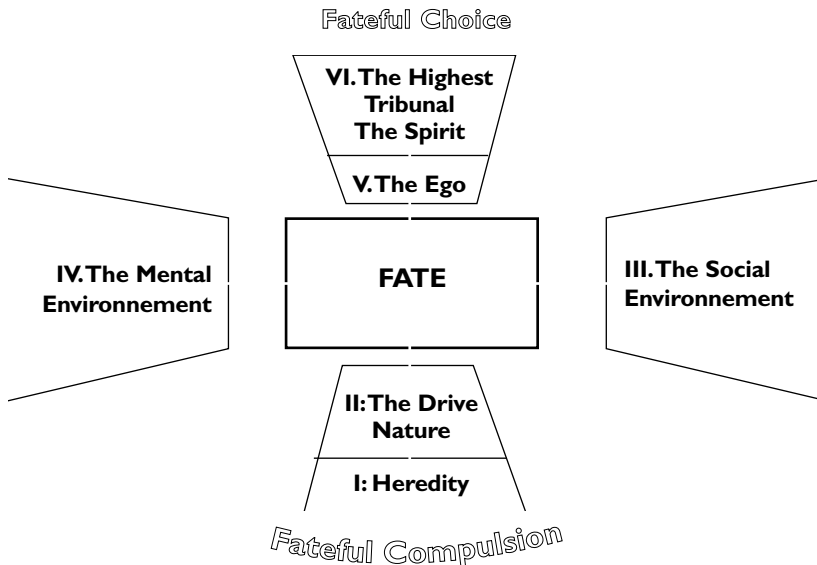 Fateful Choice
VI. The Highest
Tribunal
The Spirit
V. The Ego
IV. The Mental
Environnement
FATE
III. The Social
Environnement
II: The Drive
Nature
I: Heredity
Fateful Compulsion